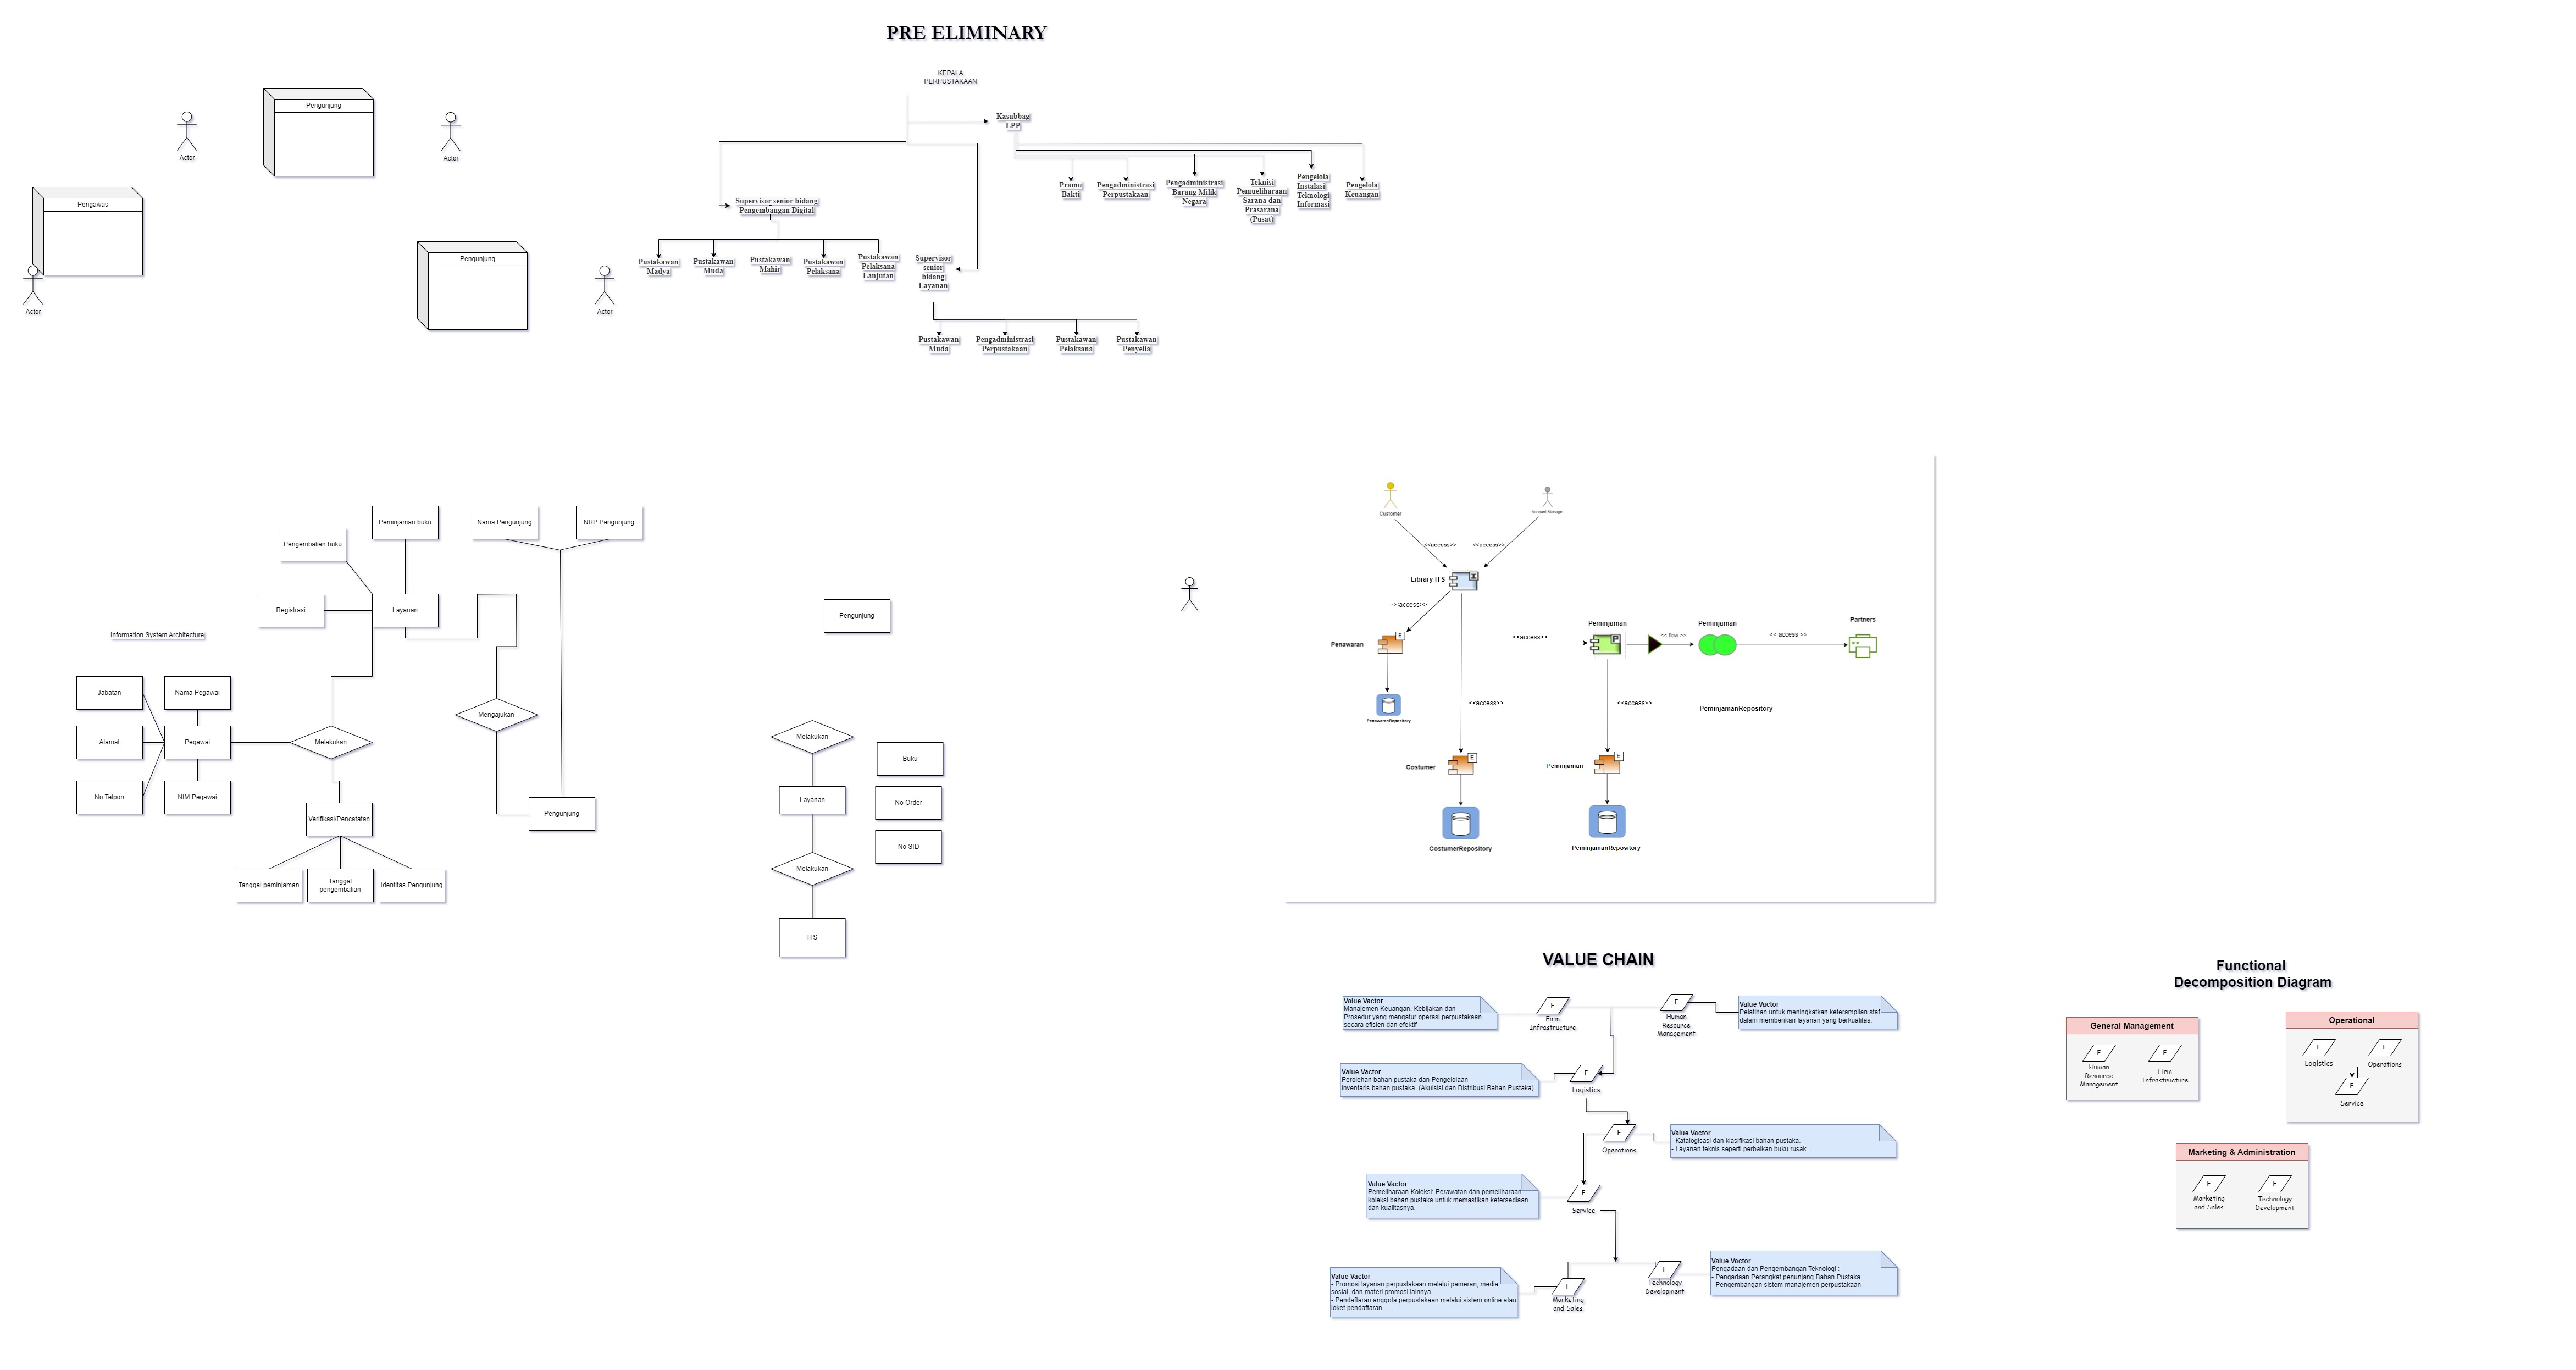 PRE ELIMINARY
KEPALA
PERPUSTAKAAN
Pengunjung
Actor
Actor
Pengawas
Actor
Pengunjung
Actor
Kasubbag
LPP
Pramu
Bakti
Pengadministrasi
Perpustakaan
Pengadministrasi
Barang Milik
Negara
Teknisi
Pemueliharaan
Sarana dan
Prasarana
(Pusat)
Pengelola
Instalasi
Teknologi
Informasi
Pengelola
Keuangan
Supervisor senior bidang
Pengembangan Digital
Pustakawan
Madya
Pustakawan
Muda
Pustakawan
Mahir
Pustakawan
Pelaksana
Pustakawan
Pelaksana
Lanjutan
Supervisor
senior
bidang
Layanan
Pustakawan
Muda
Pengadministrasi
Perpustakaan
Pustakawan
Pelaksana
Pustakawan
Penyelia
Peminjaman buku
Nama Pengunjung
NRP Pengunjung
Pengembalian buku
Registrasi
Layanan
Information System Architecture
Jabatan
Nama Pegawai
Mengajukan
Alamat
Pegawai
Melakukan
No Telpon
NIM Pegawai
Verifikasi/Pencatatan
Pengunjung
Tanggal peminjaman
Tanggal
pengembalian
Identitas Pengunjung
Pengunjung
Melakukan
Buku
Layanan
No Order
No SID
Melakukan
ITS
Customer
Account Manager
<<access>>
<<access>>
Library ITS
<<access>>
Penawaran
E
<<access>>
Peminjaman
P
<< flow >>
Peminjaman
<< access >>
Partners
PenawaranRepository
<<access>>
<<access>>
PeminjamanRepository
Costumer
E
Peminjaman
E
CostumerRepository
PeminjamanRepository
VALUE CHAIN
Value Vactor
Manajemen Keuangan, Kebijakan dan
Prosedur yang mengatur operasi perpustakaan
secara efisien dan efektif
F
Firm
Infrastructure
F
Human
Resource
Management
Value Vactor
Pelatihan untuk meningkatkan keterampilan staf
dalam memberikan layanan yang berkualitas.
Value Vactor
Perolehan bahan pustaka dan Pengelolaan
inventaris bahan pustaka. (Akuisisi dan Distribusi Bahan Pustaka)
F
Logistics
F
Operations
Value Vactor
- Katalogisasi dan klasifikasi bahan pustaka.
- Layanan teknis seperti perbaikan buku rusak.
Value Vactor
Pemeliharaan Koleksi: Perawatan dan pemeliharaan
koleksi bahan pustaka untuk memastikan ketersediaan
dan kualitasnya.
F
Service
Value Vactor
- Promosi layanan perpustakaan melalui pameran, media
sosial, dan materi promosi lainnya.
- Pendaftaran anggota perpustakaan melalui sistem online atau
loket pendaftaran.
F
Marketing
and Sales
F
Technology
Development
Value Vactor
Pengadaan dan Pengembangan Teknologi :
- Pengadaan Perangkat penunjang Bahan Pustaka
- Pengembangan sistem manajemen perpustakaan
Functional
Decomposition Diagram
General Management
F
Human
Resource
Management
F
Firm
Infrastructure
Operational
F
Logistics
F
Operations
F
Service
Marketing & Administration
F
Marketing
and Sales
F
Technology
Development